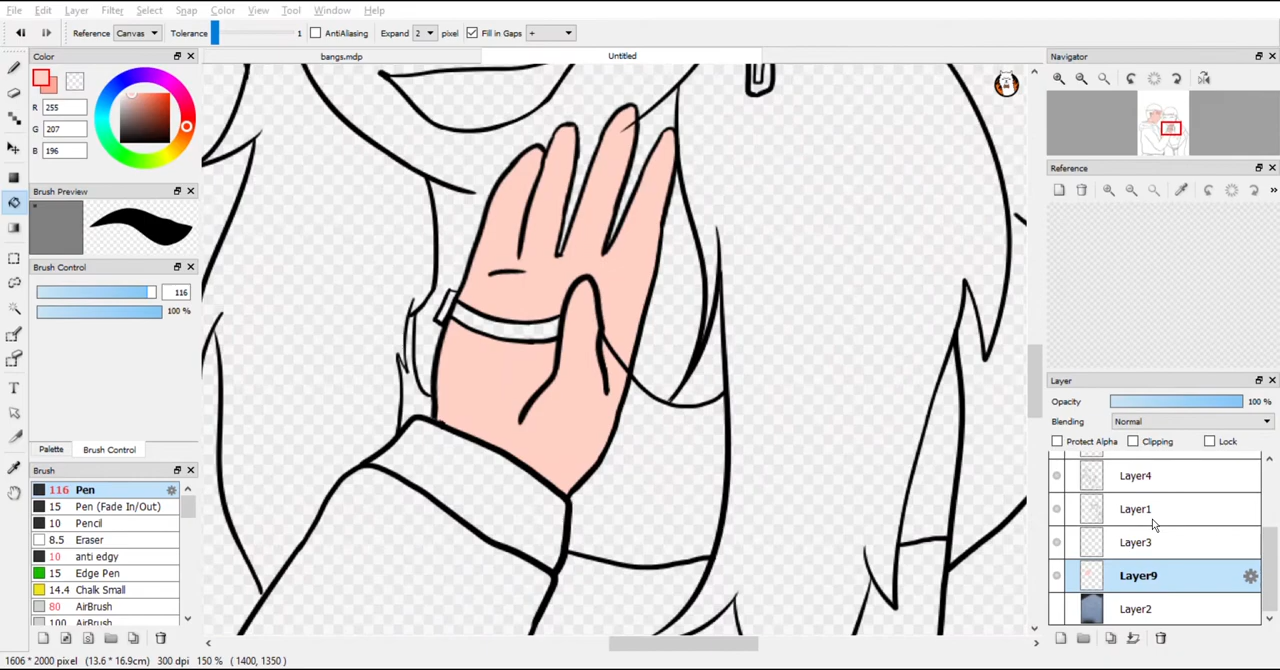 File Edit Layer Filter Select Snap Color View Tool Window Help
Reference Canvas Tolerance 1 AntiAliasing Expand 2 pixel Fill in Gaps +
Color
bangs.mdp Untitled
Navigator
R 255
G 207
B 196
Brush Preview
Reference
Brush Control
116
100 %
Palette Brush Control
Brush
116 Pen
15 Pen (Fade In/Out)
10 Pencil
8.5 Eraser
10 anti edgy
15 Edge Pen
14.4 Chalk Small
80 AirBrush
100 AirBrush
Layer
Opacity 100 %
Blending Normal
Protect Alpha Clipping Lock
Layer4
Layer1
Layer3
Layer9
Layer2
1606 * 2000 pixel (13.6 * 16.9cm) 300 dpi 150 % ( 1400, 1350 )